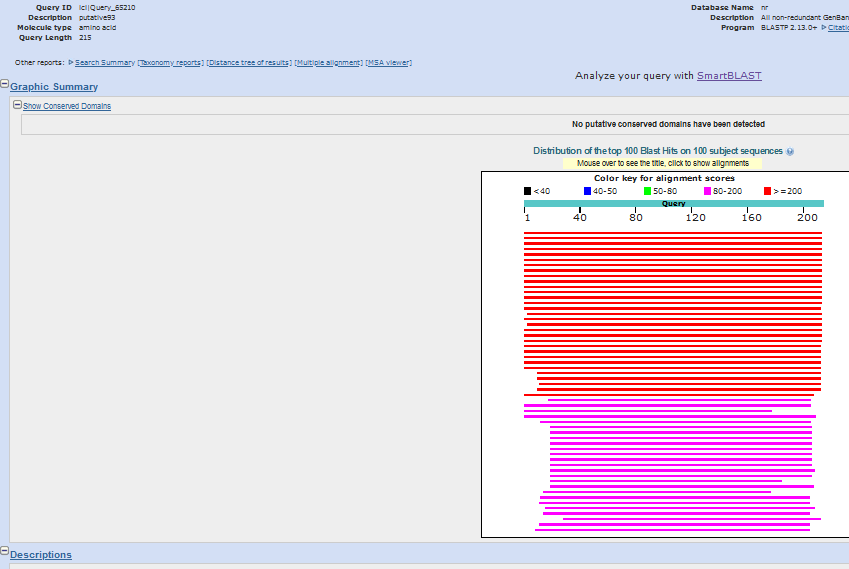 Query ID lcl|Query_65210
Description putative93
Molecule type amino acid
Query Length 215
Database Name nr
Description All non-redundant GenBan
Program BLASTP 2.13.0+ Citatio
Other reports: Search Summary [Taxonomy reports] [Distance tree of results] [Multiple alignment] [MSA viewer]
Analyze your query with SmartBLAST
Graphic Summary
Show Conserved Domains
No putative conserved domains have been detected
Distribution of the top 100 Blast Hits on 100 subject sequences
Mouse over to see the title, click to show alignments
Color key for alignment scores
<40 40-50 50-80 80-200 >=200
Query
1 40 80 120 160 200
Descriptions